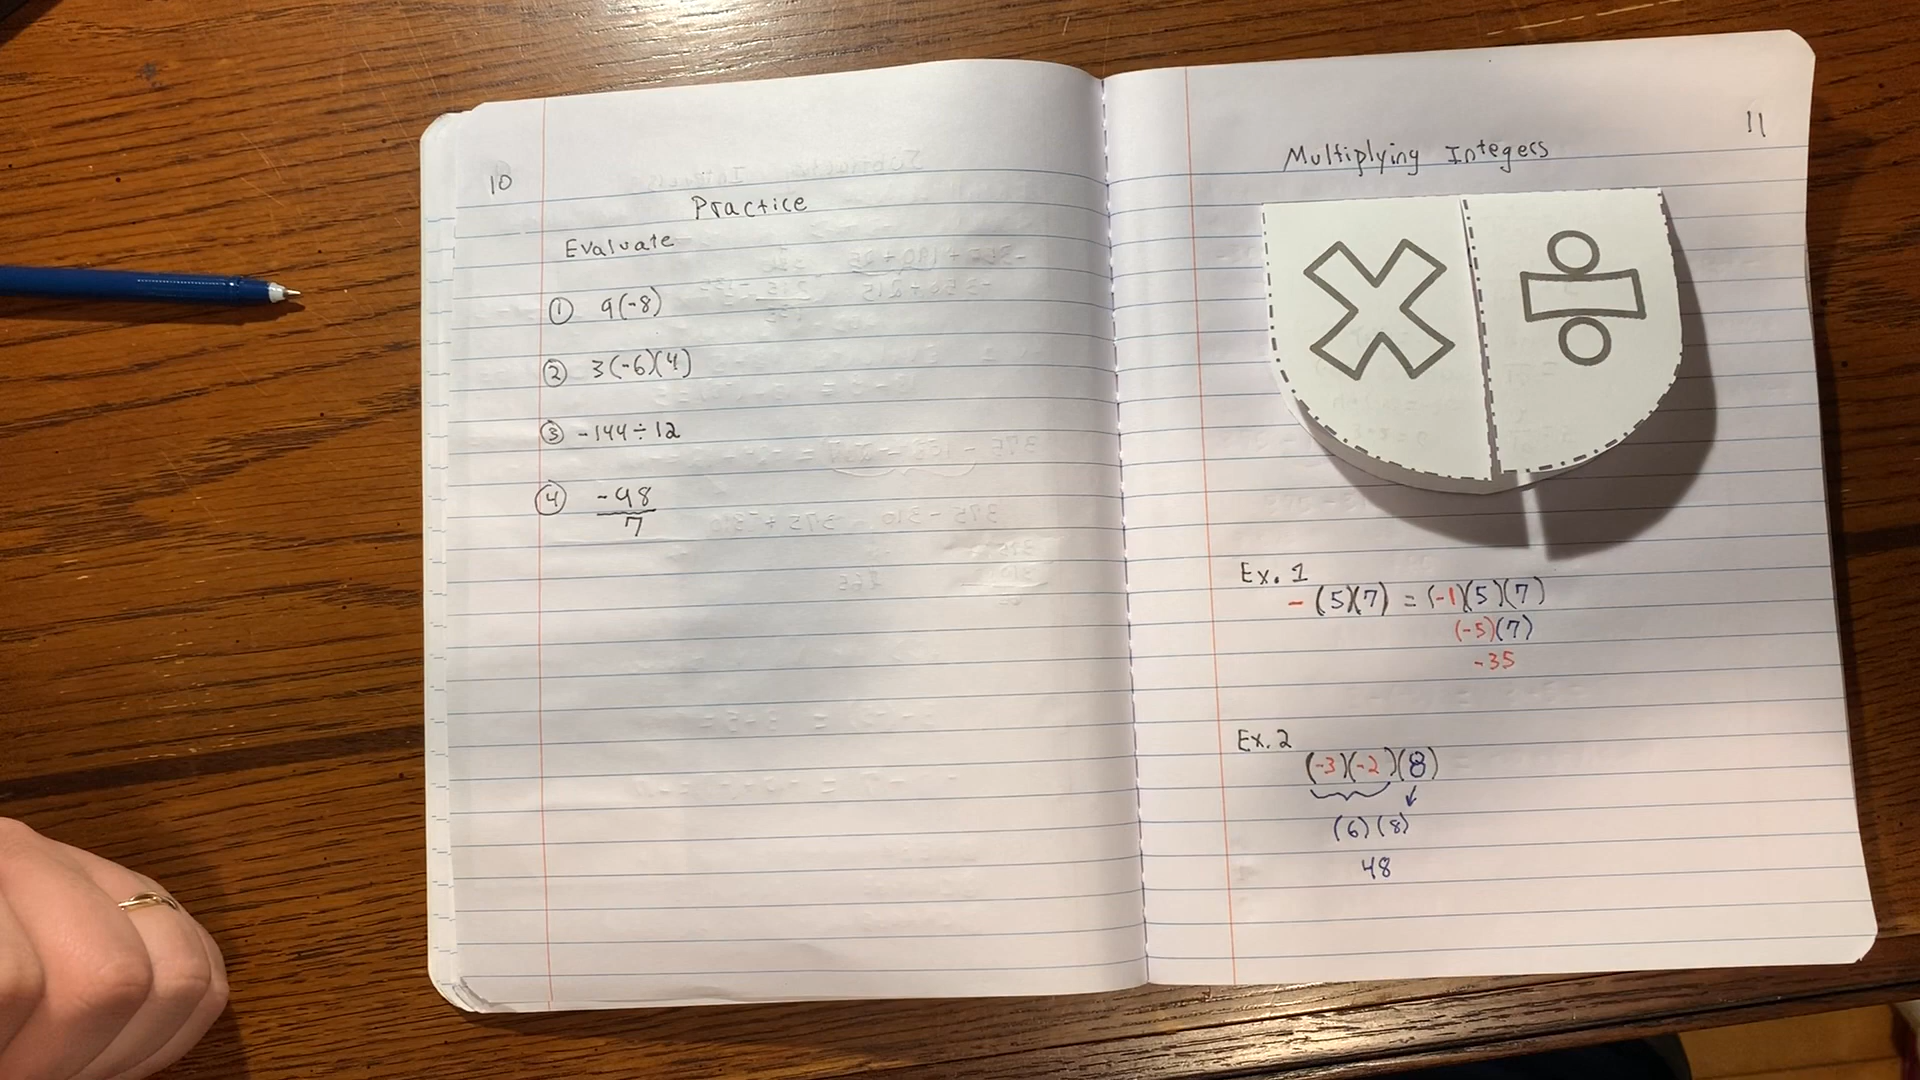 10
Practice
Evaluate
① 9(-8)
② 3(-6)(4)
③ -144÷12
④ -98
7
11
Multiplying Integers
× ÷
Ex. 1
-(5)(7) = (-1)(5)(7)
(-5)(7)
-35
Ex. 2
(-3)(-2)(8)
(6)(8)
48